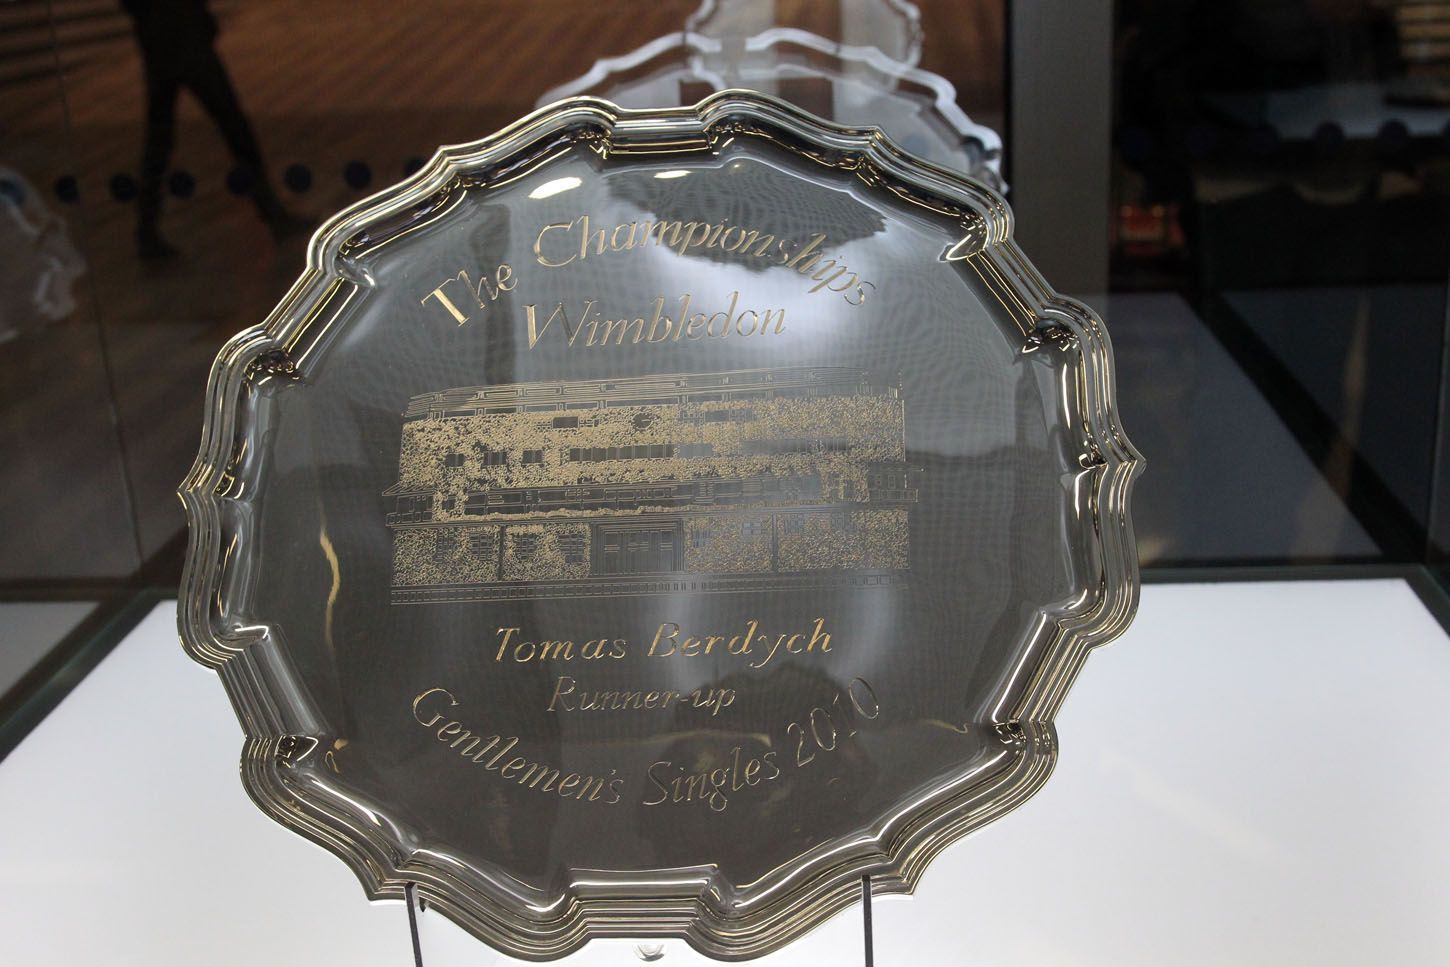 The Championships
Wimbledon
Tomas Berdych
Runner-up
Gentlemen's Singles 2010